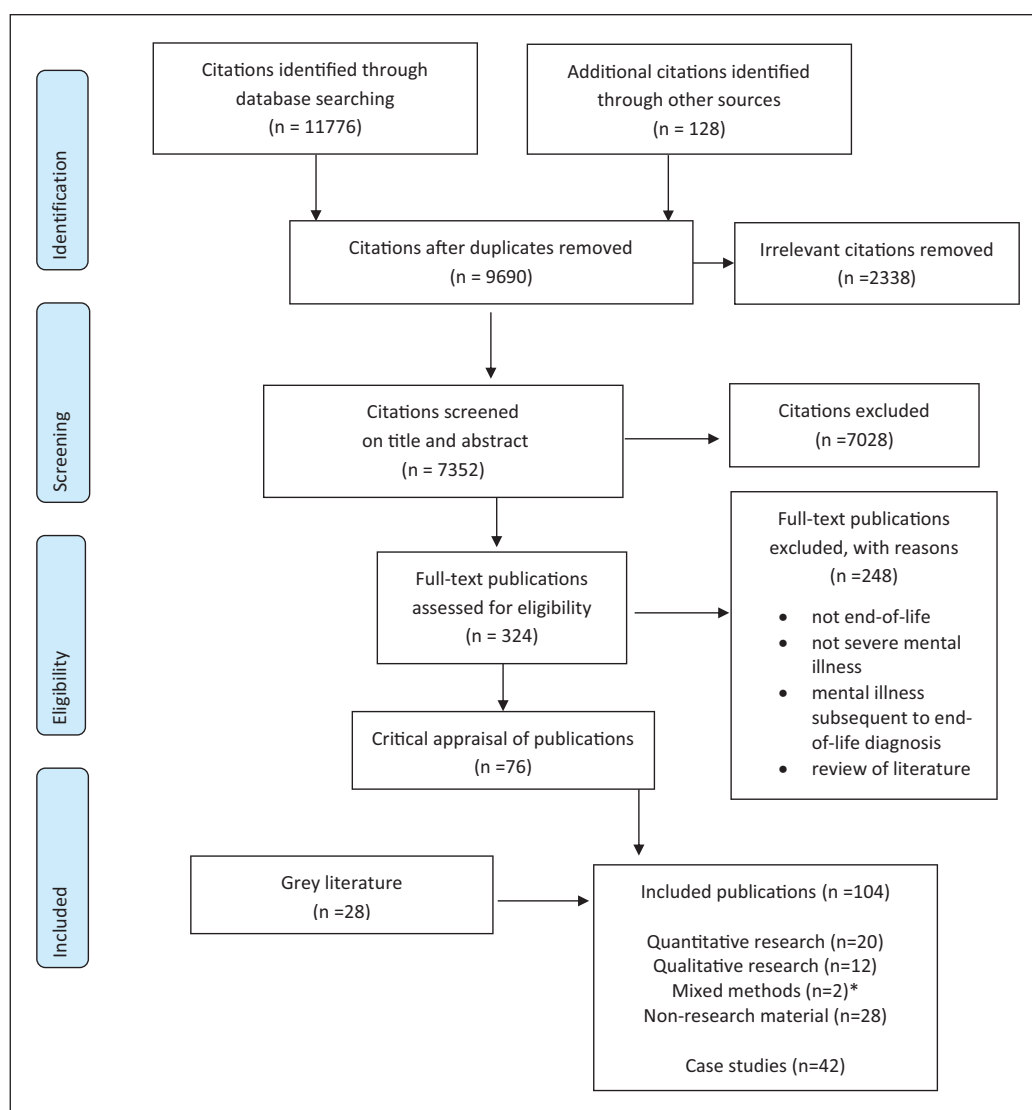 Identification
Citations identified through
database searching
(n = 11776)
Additional citations identified
through other sources
(n = 128)
Citations after duplicates removed
(n = 9690)
Irrelevant citations removed
(n =2338)
Screening
Citations screened
on title and abstract
(n = 7352)
Citations excluded
(n =7028)
Eligibility
Full-text publications
assessed for eligibility
(n = 324)
Full-text publications
excluded, with reasons
(n =248)
• not end-of-life
• not severe mental
illness
• mental illness
subsequent to end-
of-life diagnosis
• review of literature
Critical appraisal of publications
(n =76)
Included
Grey literature
(n =28)
Included publications (n =104)
Quantitative research (n=20)
Qualitative research (n=12)
Mixed methods (n=2)*
Non-research material (n=28)
Case studies (n=42)